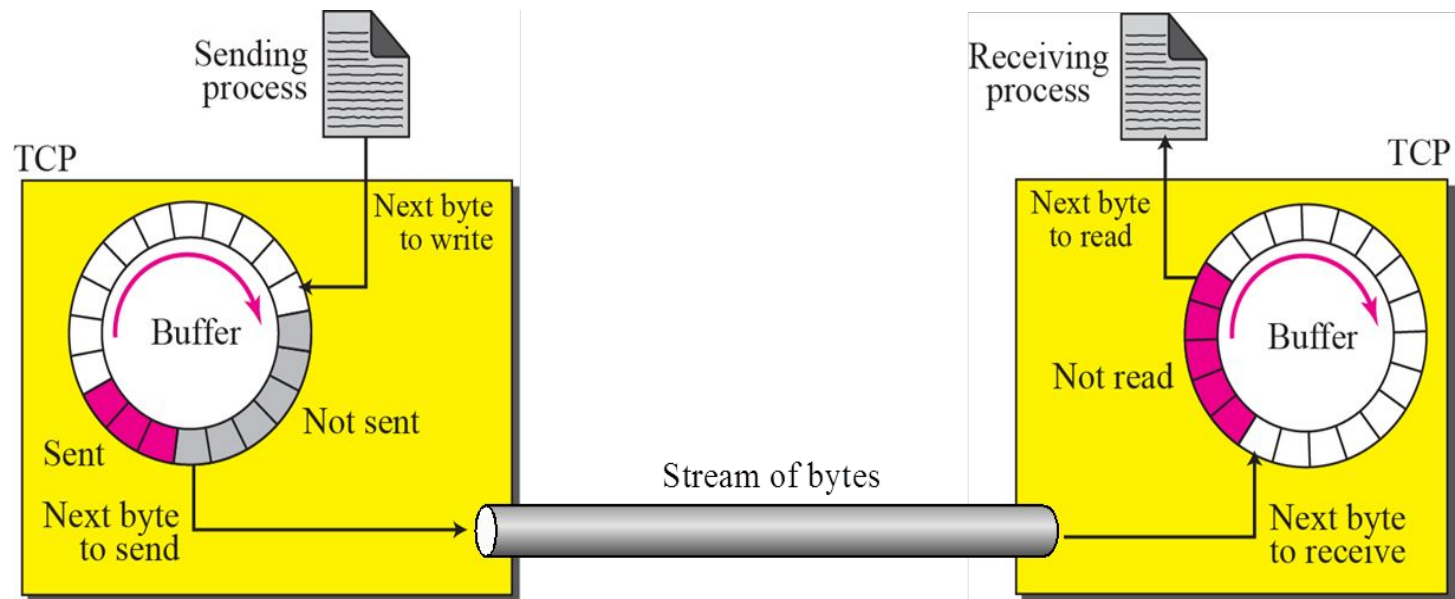 Sending
process
Receiving
process
TCP
TCP
Next byte
to write
Next byte
to read
Buffer
Buffer
Not read
Not sent
Sent
Stream of bytes
Next byte
to send
Next byte
to receive